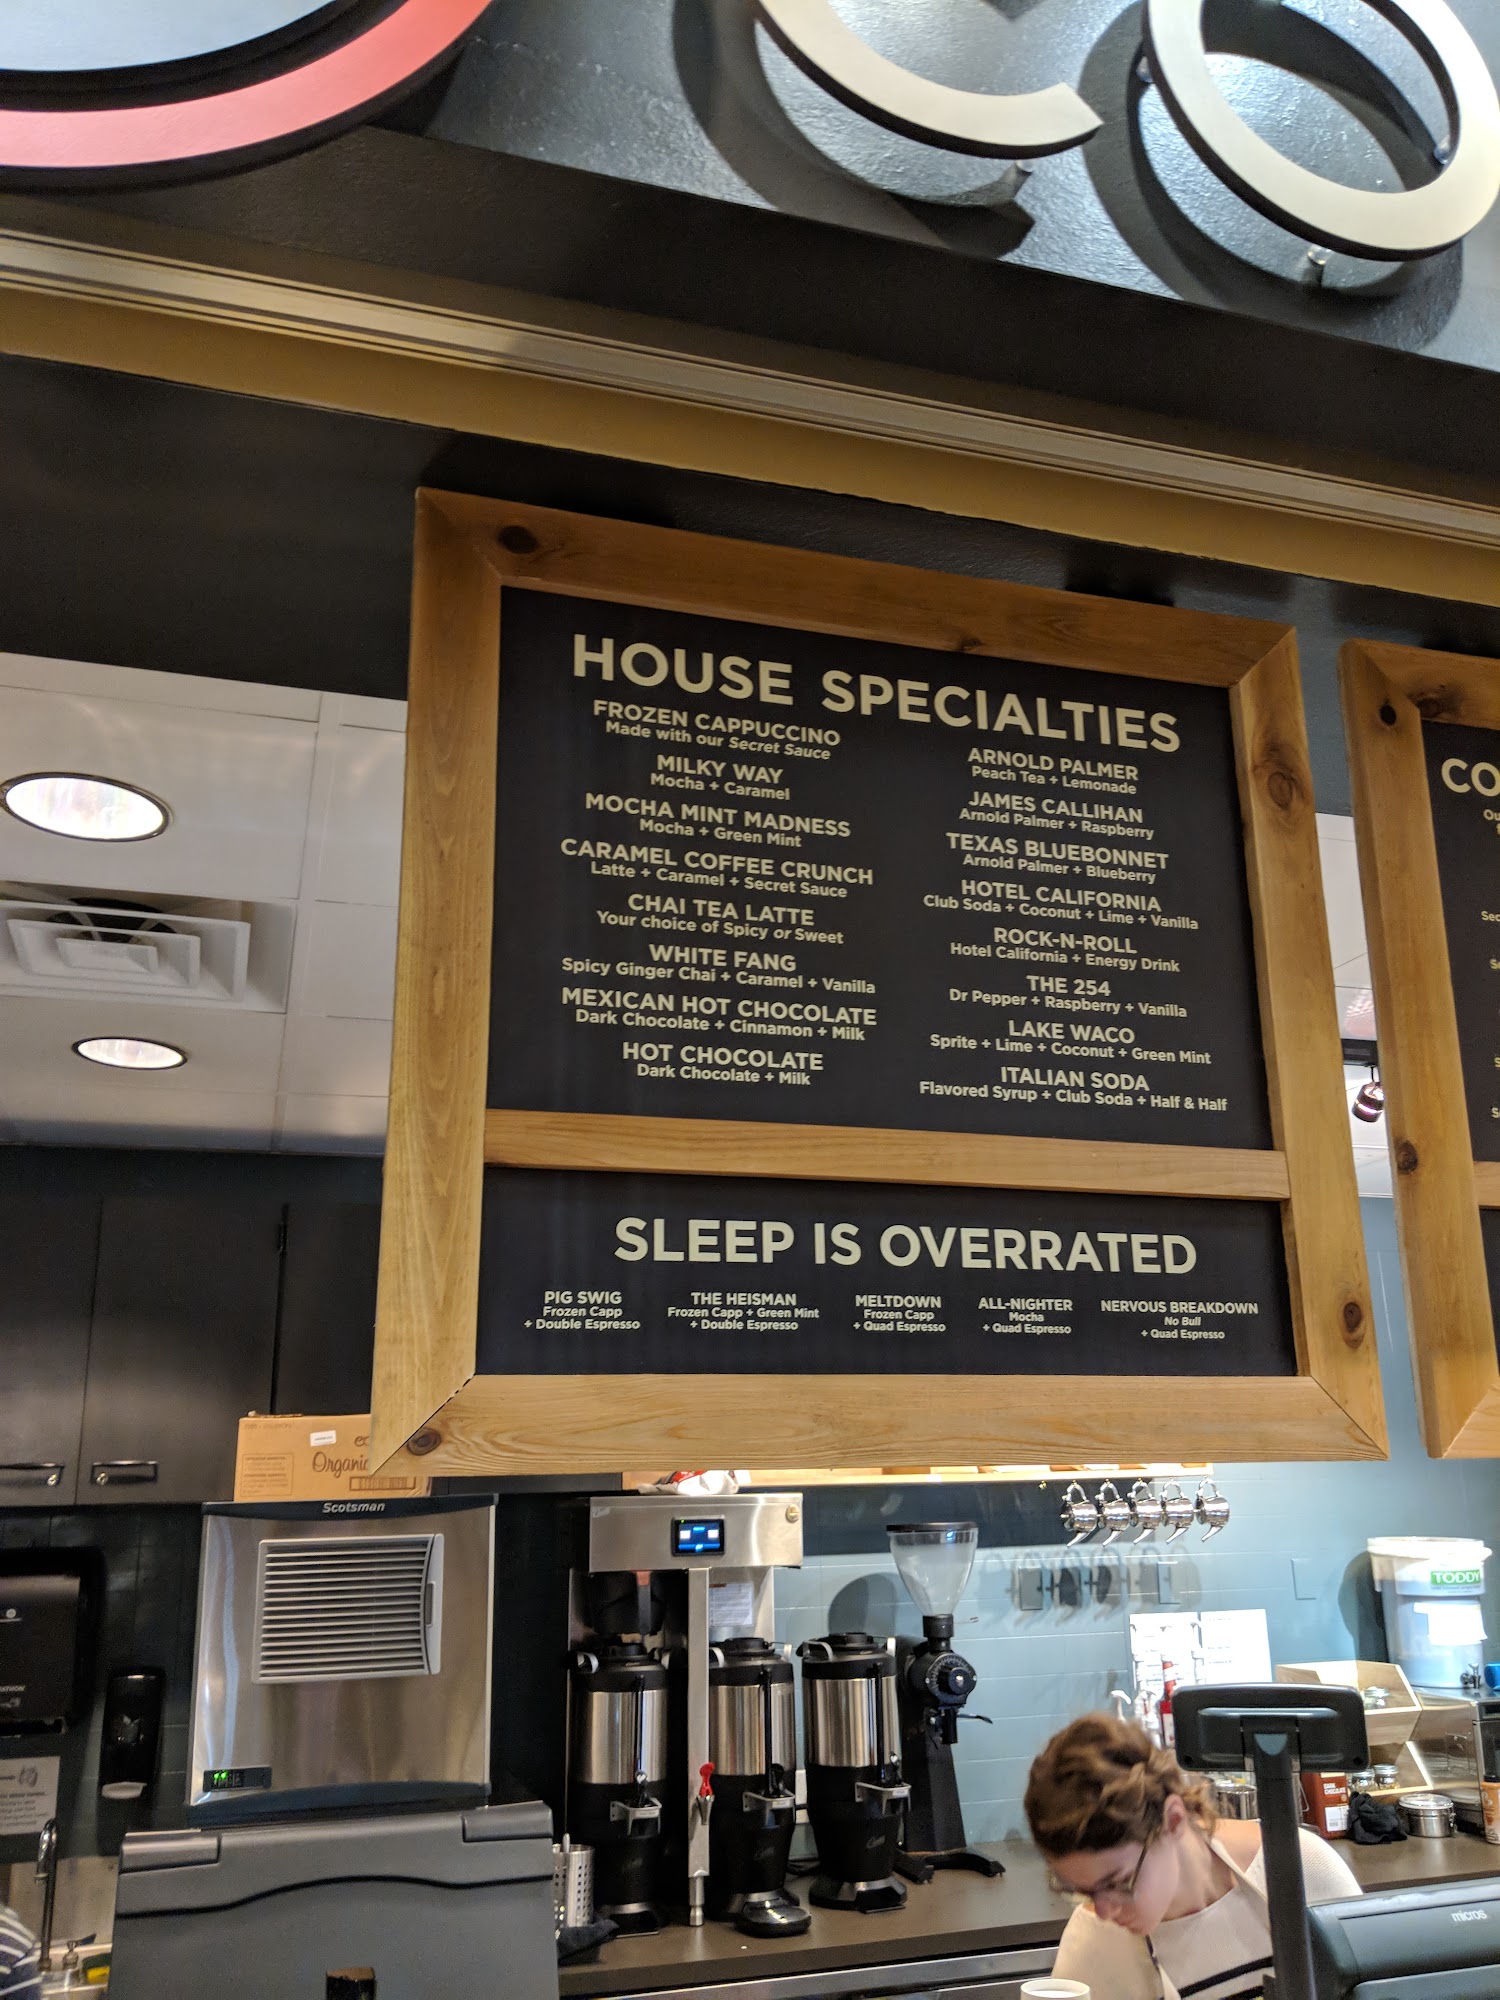 CO
HOUSE SPECIALTIES
FROZEN CAPPUCCINO
Made with our Secret Sauce
MILKY WAY
Mocha + Caramel
MOCHA MINT MADNESS
Mocha + Green Mint
CARAMEL COFFEE CRUNCH
Latte + Caramel + Secret Sauce
CHAI TEA LATTE
Your choice of Spicy or Sweet
WHITE FANG
Spicy Ginger Chai + Caramel + Vanilla
MEXICAN HOT CHOCOLATE
Dark Chocolate + Cinnamon + Milk
HOT CHOCOLATE
Dark Chocolate + Milk
ARNOLD PALMER
Peach Tea + Lemonade
JAMES CALLIHAN
Arnold Palmer + Raspberry
TEXAS BLUEBONNET
Arnold Palmer + Blueberry
HOTEL CALIFORNIA
Club Soda + Coconut + Lime + Vanilla
ROCK-N-ROLL
Hotel California + Energy Drink
THE 254
Dr Pepper + Raspberry + Vanilla
LAKE WACO
Sprite + Lime + Coconut + Green Mint
ITALIAN SODA
Flavored Syrup + Club Soda + Half & Half
SLEEP IS OVERRATED
PIG SWIG
Frozen Capp
+ Double Espresso
THE HEISMAN
Frozen Capp + Green Mint
+ Double Espresso
MELTDOWN
Frozen Capp
+ Quad Espresso
ALL-NIGHTER
Mocha
+ Quad Espresso
NERVOUS BREAKDOWN
No Bull
+ Quad Espresso
CO
Ou
Sec
Organic
Scotsman
TODDY
DARK
CHOCOLATE
micros